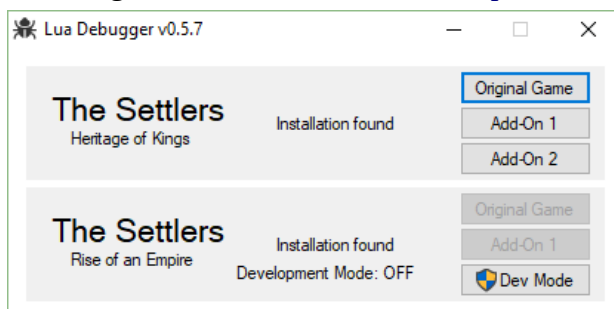 Lua Debugger v0.5.7
The Settlers
Heritage of Kings
Installation found
Original Game
Add-On 1
Add-On 2
The Settlers
Rise of an Empire
Installation found
Development Mode: OFF
Original Game
Add-On 1
Dev Mode